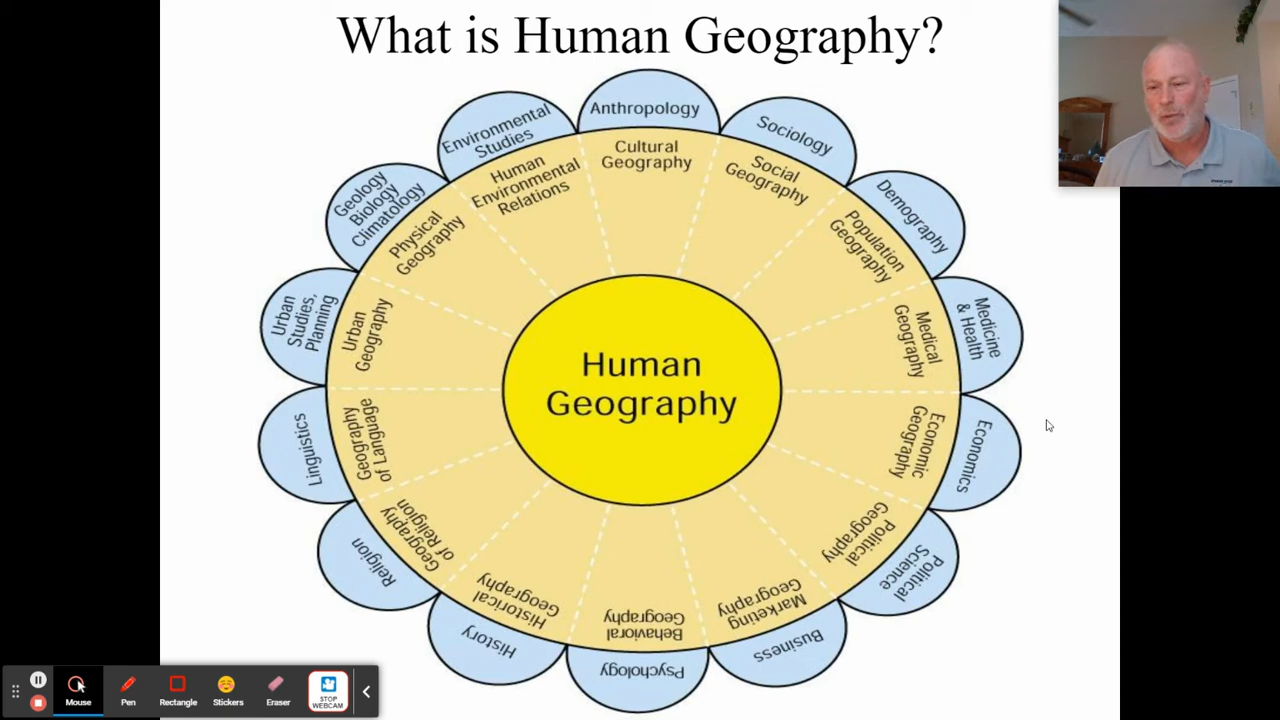 What is Human Geography?
Anthropology
Cultural
Geography
Sociology
Social
Geography
Demography
Population
Geography
Medicine
& Health
Medical
Geography
Economics
Economic
Geography
Political
Science
Political
Geography
Business
Marketing
Geography
Psychology
Behavioral
Geography
History
Historical
Geography
Religion
Geography
of Religion
Linguistics
Geography
of Language
Urban
Studies,
Planning
Urban
Geography
Geology
Biology
Climatology
Physical
Geography
Environmental
Studies
Human
Environmental
Relations
Human
Geography
Mouse
Pen
Rectangle
Stickers
Eraser
STOP
WEBCAM